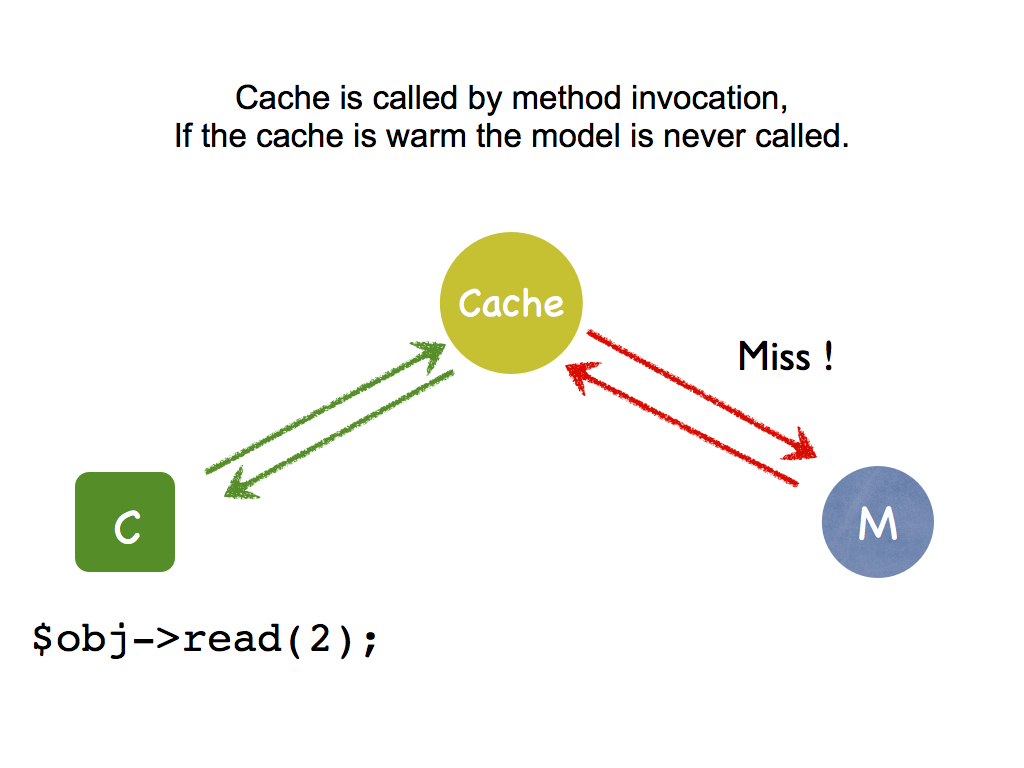 Cache is called by method invocation,
If the cache is warm the model is never called.
Cache
Miss !
C
M
$obj->read(2);